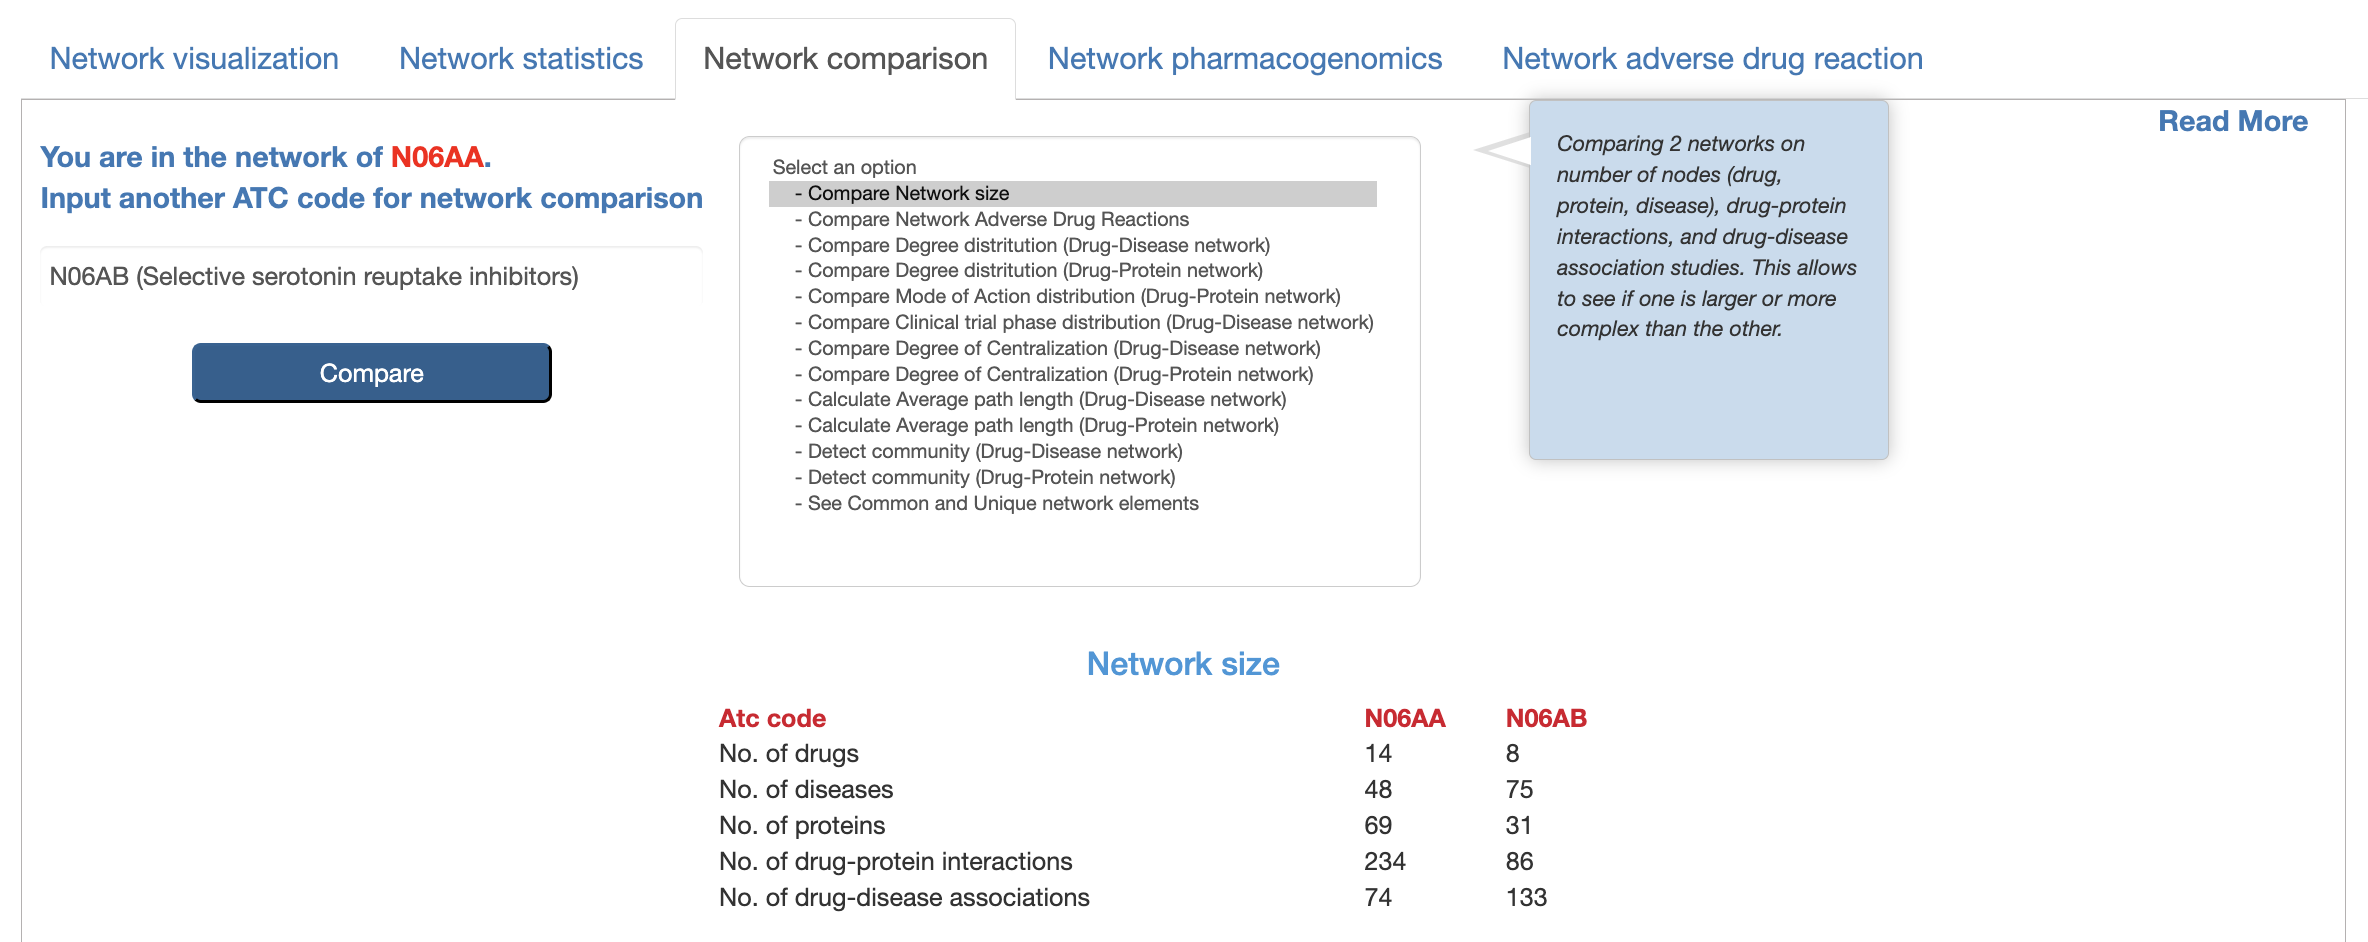 Network visualization Network statistics Network comparison Network pharmacogenomics Network adverse drug reaction
Read More
You are in the network of N06AA.
Input another ATC code for network comparison
N06AB (Selective serotonin reuptake inhibitors)
Compare
Select an option
- Compare Network size
- Compare Network Adverse Drug Reactions
- Compare Degree distritution (Drug-Disease network)
- Compare Degree distritution (Drug-Protein network)
- Compare Mode of Action distribution (Drug-Protein network)
- Compare Clinical trial phase distribution (Drug-Disease network)
- Compare Degree of Centralization (Drug-Disease network)
- Compare Degree of Centralization (Drug-Protein network)
- Calculate Average path length (Drug-Disease network)
- Calculate Average path length (Drug-Protein network)
- Detect community (Drug-Disease network)
- Detect community (Drug-Protein network)
- See Common and Unique network elements
Comparing 2 networks on
number of nodes (drug,
protein, disease), drug-protein
interactions, and drug-disease
association studies. This allows
to see if one is larger or more
complex than the other.
Network size
Atc code N06AA N06AB
No. of drugs 14 8
No. of diseases 48 75
No. of proteins 69 31
No. of drug-protein interactions 234 86
No. of drug-disease associations 74 133